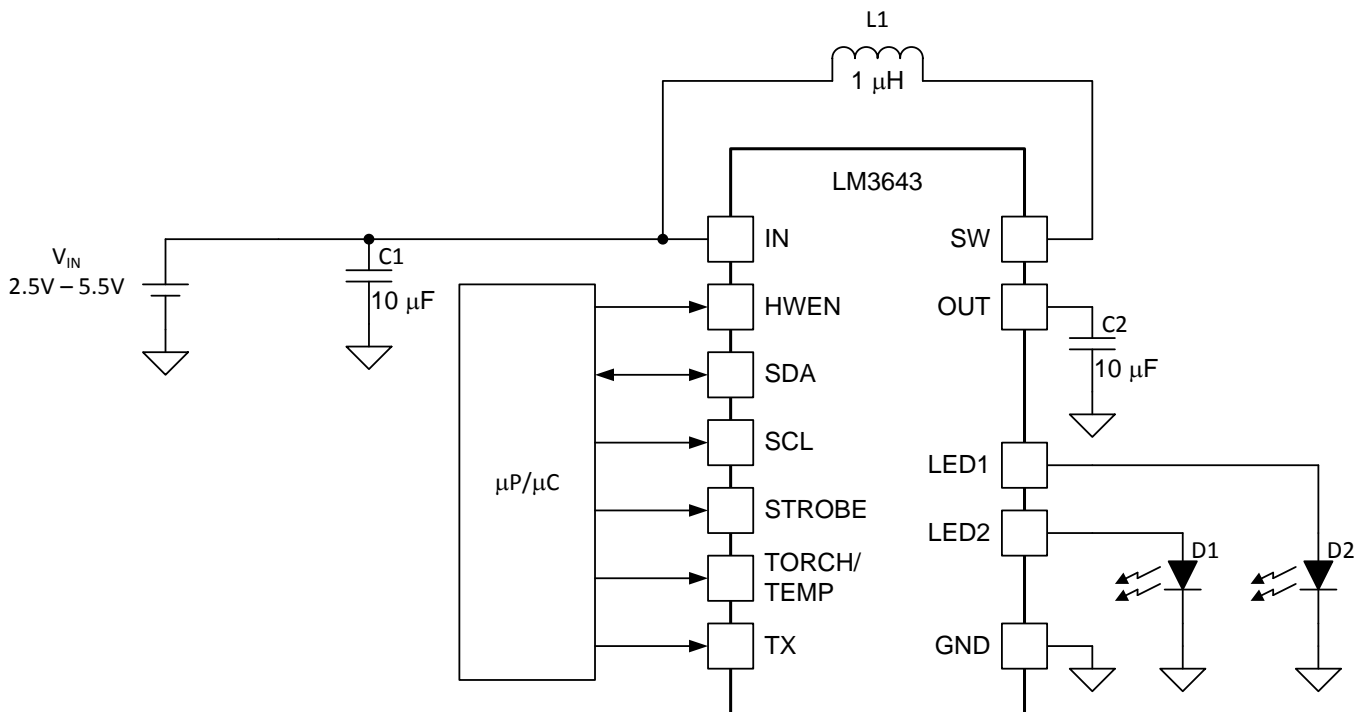 L1
1 μH
LM3643
IN
SW
VIN
2.5V – 5.5V
C1
10 μF
HWEN
OUT
C2
10 μF
SDA
SCL
LED1
μP/μC
STROBE
LED2
TORCH/
TEMP
D1
D2
TX
GND